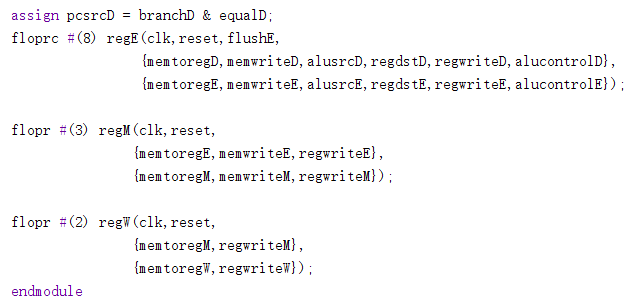 assign pcsrcD = branchD & equalD;
floprc #(8) regE(clk,reset,flushE,
{memtoregD,memwriteD,alusrcD,regdstD,regwriteD,alucontrolD},
{memtoregE,memwriteE,alusrcE,regdstE,regwriteE,alucontrolE});
flopr #(3) regM(clk,reset,
{memtoregE,memwriteE,regwriteE},
{memtoregM,memwriteM,regwriteM});
flopr #(2) regW(clk,reset,
{memtoregM,regwriteM},
{memtoregW,regwriteW});
endmodule